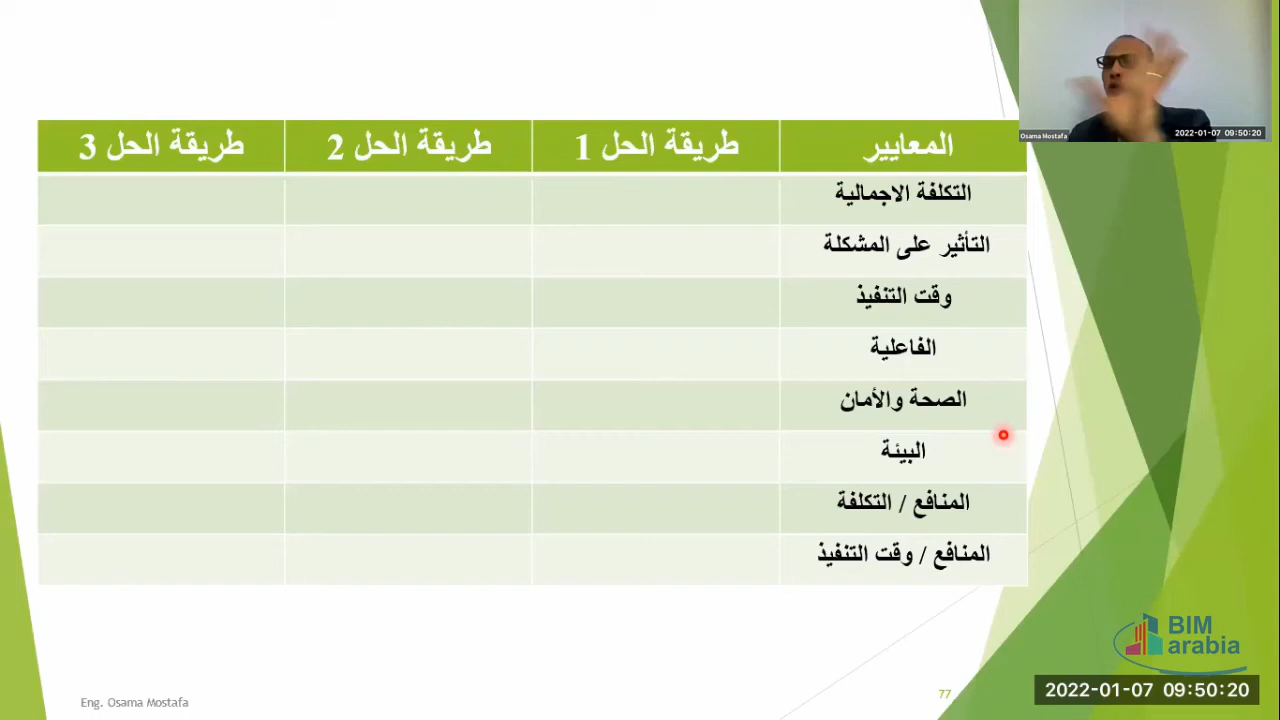 Osama Mostafa
2022-01-07 09:50:20
المعايير طريقة الحل 1 طريقة الحل 2 طريقة الحل 3
التكلفة الاجمالية
التأثير على المشكلة
وقت التنفيذ
الفاعلية
الصحة والأمان
البيئة
المنافع / التكلفة
المنافع / وقت التنفيذ
BIM
arabia
2022-01-07 09:50:20
77
Eng. Osama Mostafa